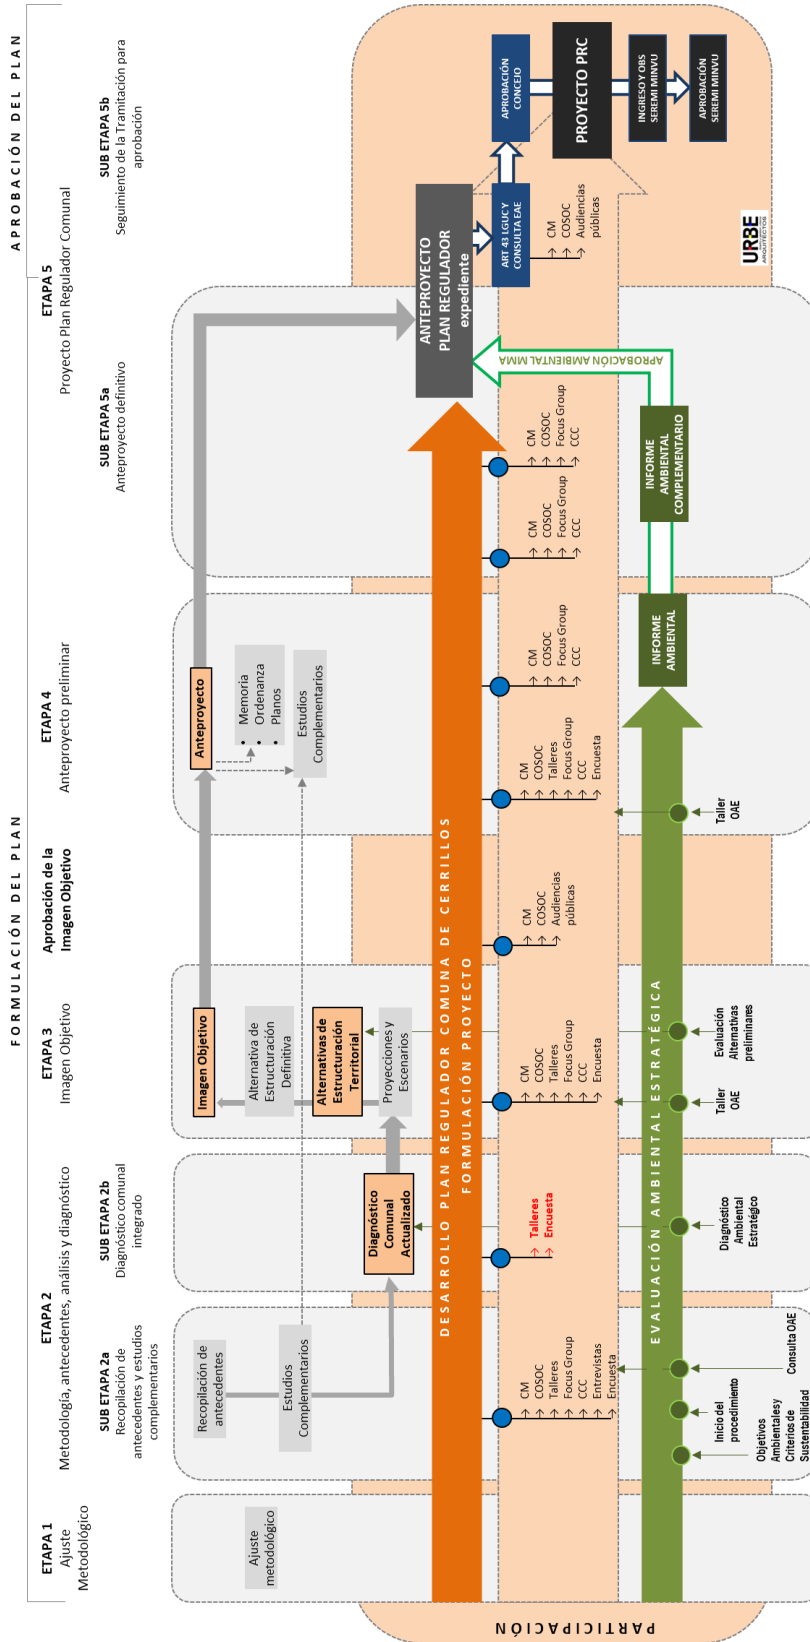 FORMULACIÓN DEL PLAN
APROBACIÓN DEL PLAN
ETAPA 1
Ajuste
Metodológico
ETAPA 2
Metodología, antecedentes, análisis y diagnóstico
SUB ETAPA 2a
Recopilación de
antecedentes y estudios
complementarios
SUB ETAPA 2b
Diagnóstico comunal
integrado
ETAPA 3
Imagen Objetivo
Aprobación de la
Imagen Objetivo
ETAPA 4
Anteproyecto preliminar
ETAPA 5
Proyecto Plan Regulador Comunal
SUB ETAPA 5a
Anteproyecto definitivo
SUB ETAPA 5b
Seguimiento de la Tramitación para
aprobación
Ajuste
metodológico
Recopilación de
antecedentes
Estudios
Complementarios
Diagnóstico
Comunal
Actualizado
Imagen Objetivo
Alternativa de
Estructuración
Definitiva
Alternativas de
Estructuración
Territorial
Proyecciones y
Escenarios
Anteproyecto
• Memoria
• Ordenanza
• Planos
Estudios
Complementarios
ANTEPROYECTO
PLAN REGULADOR
expediente
ART 43 LGUC Y
CONSULTA EAE
APROBACIÓN
CONCEJO
PROYECTO PRC
INGRESO Y OBS
SEREMI MINVU
APROBACIÓN
SEREMI MINVU
CM
COSOC
Audiencias
públicas
URBE
ARQUITECTOS
DESARROLLO PLAN REGULADOR COMUNA DE CERRILLOS
FORMULACIÓN PROYECTO
PARTICIPACIÓN
CM
COSOC
Talleres
Focus Group
CCC
Entrevistas
Encuesta
Talleres
Encuesta
CM
COSOC
Talleres
Focus Group
CCC
Encuesta
CM
COSOC
Audiencias
públicas
CM
COSOC
Talleres
Focus Group
CCC
Encuesta
CM
COSOC
Focus Group
CCC
CM
COSOC
Focus Group
CCC
CM
COSOC
Focus Group
CCC
EVALUACIÓN AMBIENTAL ESTRATÉGICA
INFORME
AMBIENTAL
INFORME
AMBIENTAL
COMPLEMENTARIO
APROBACIÓN AMBIENTAL MMA
Objetivos
Ambientalesy
Criterios de
Sustentabilidad
Inicio del
procedimiento
Consulta OAE
Diagnóstico
Ambiental
Estratégico
Taller
OAE
Evaluación
Alternativas
preliminares
Taller
OAE